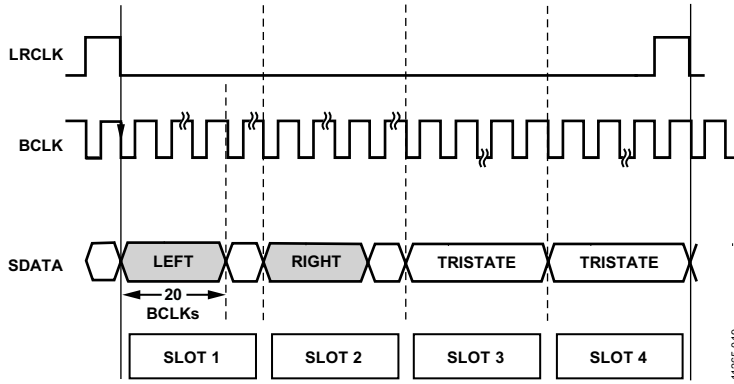 LRCLK
BCLK
SDATA
LEFT
RIGHT
TRISTATE
TRISTATE
20
BCLKs
SLOT 1
SLOT 2
SLOT 3
SLOT 4